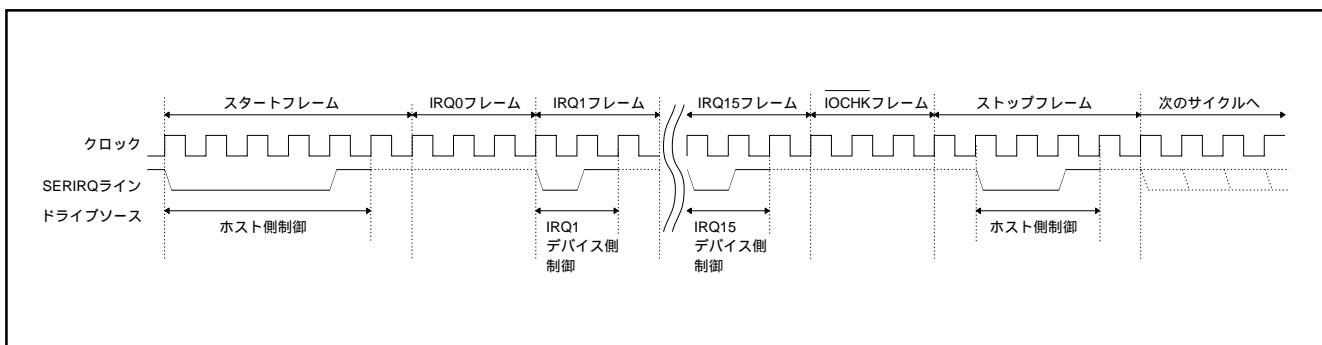 スタートフレーム IRQ0フレーム IRQ1フレーム IRQ15フレーム IOCHKフレーム ストップフレーム 次のサイクルへ
クロック
SERIRQライン
ドライブソース
ホスト側制御
IRQ1
デバイス側
制御
IRQ15
デバイス側
制御
ホスト側制御